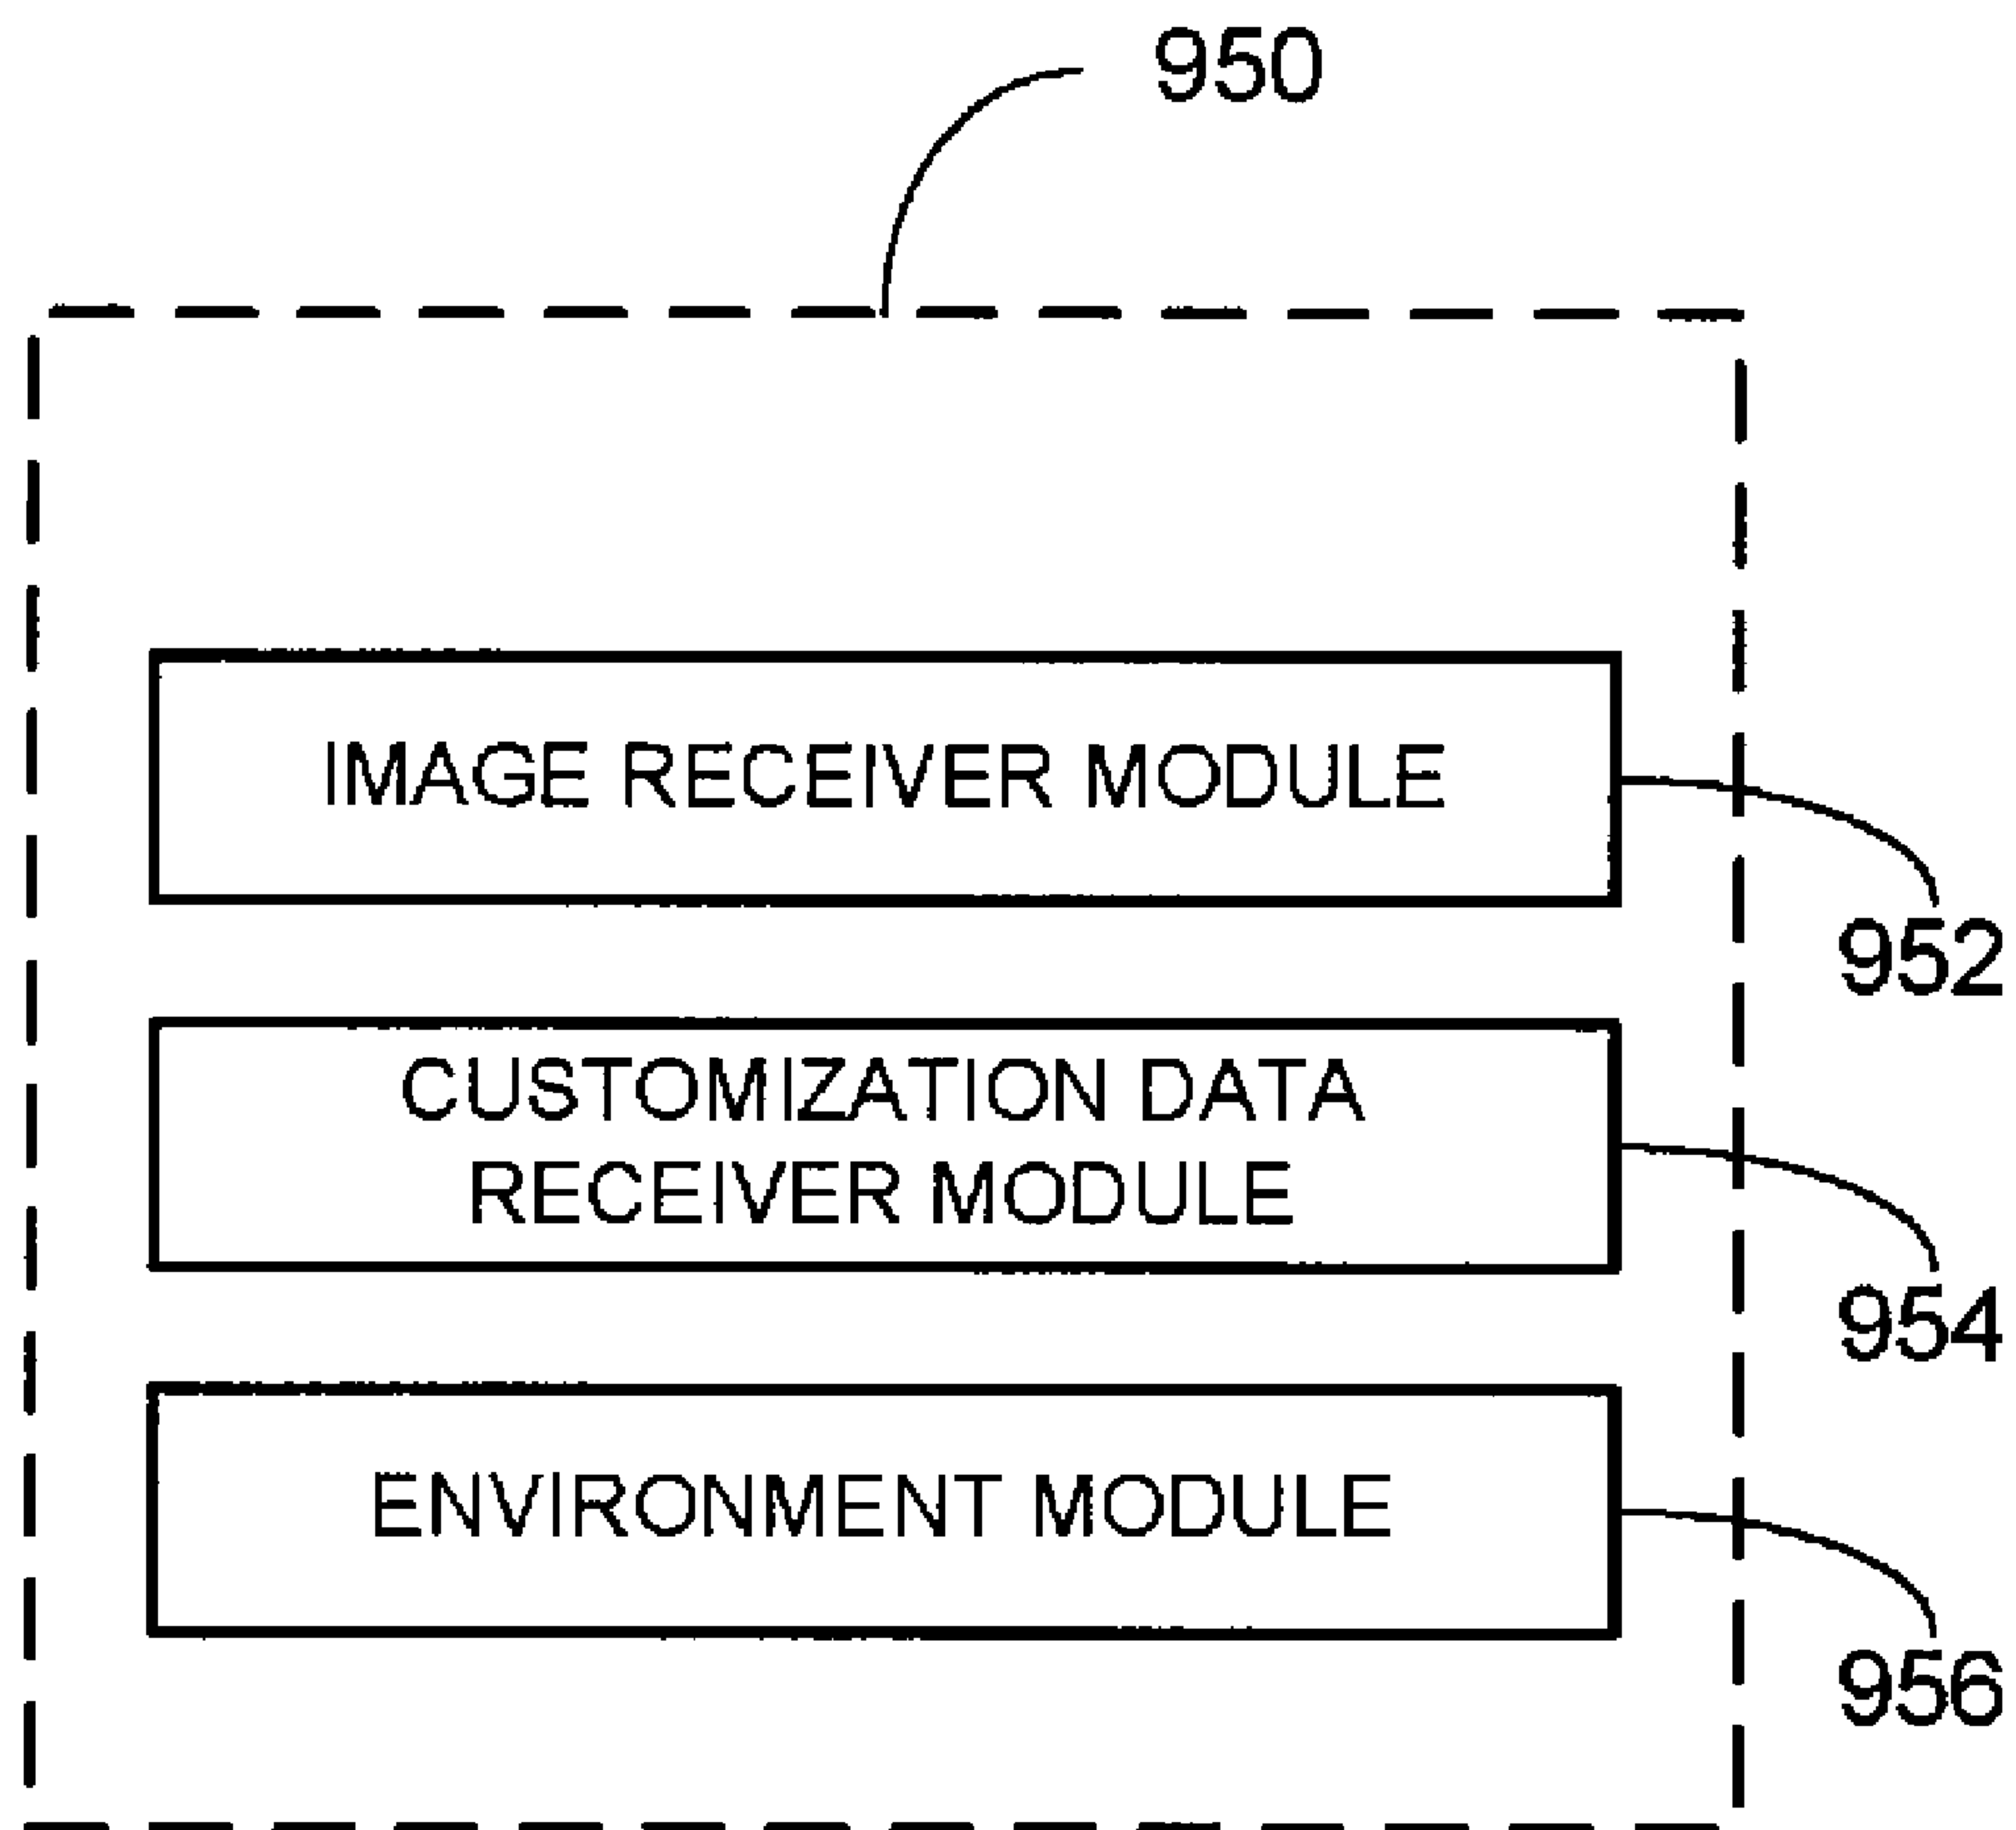 950
IMAGE RECEIVER MODULE
952
CUSTOMIZATION DATA
RECEIVER MODULE
954
ENVIRONMENT MODULE
956